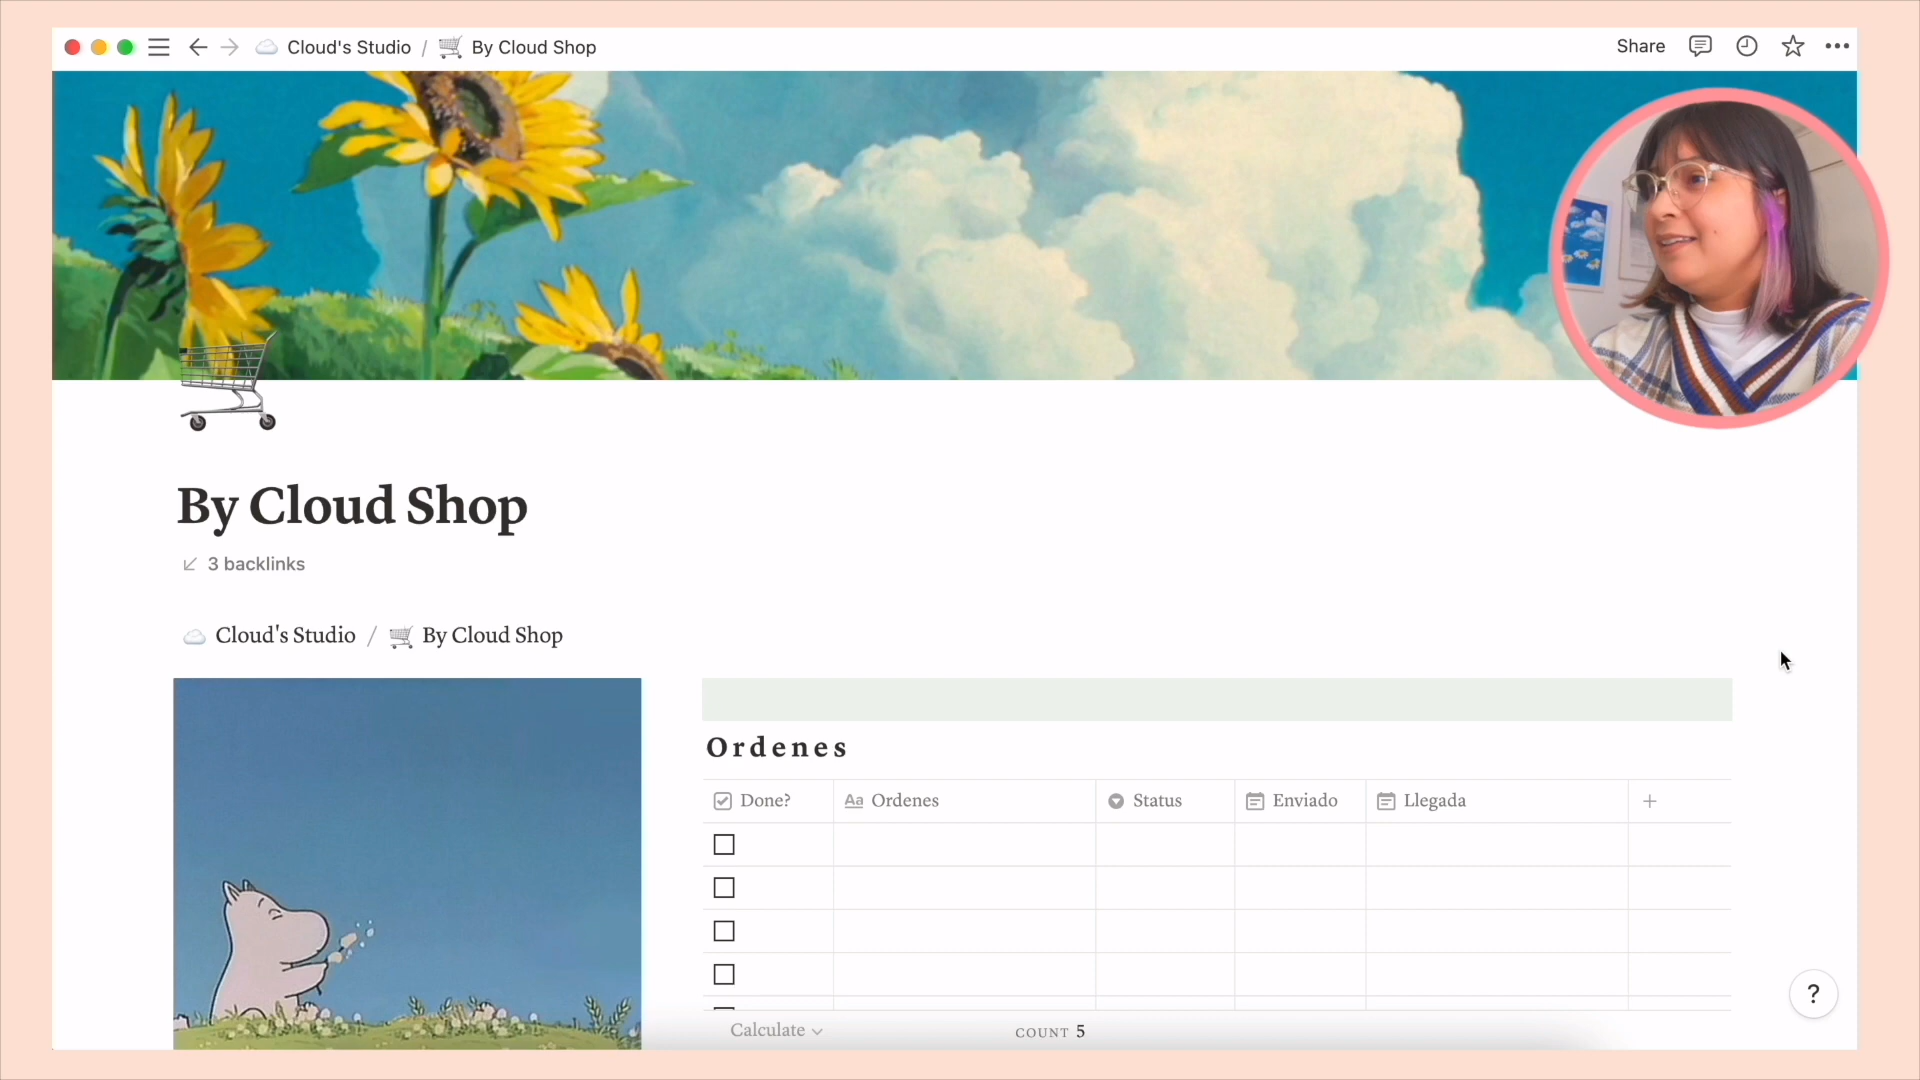 Cloud's Studio / By Cloud Shop
Share
By Cloud Shop
3 backlinks
Cloud's Studio / By Cloud Shop
Ordenes
Done? Aa Ordenes Status Enviado Llegada +
Calculate COUNT 5
?